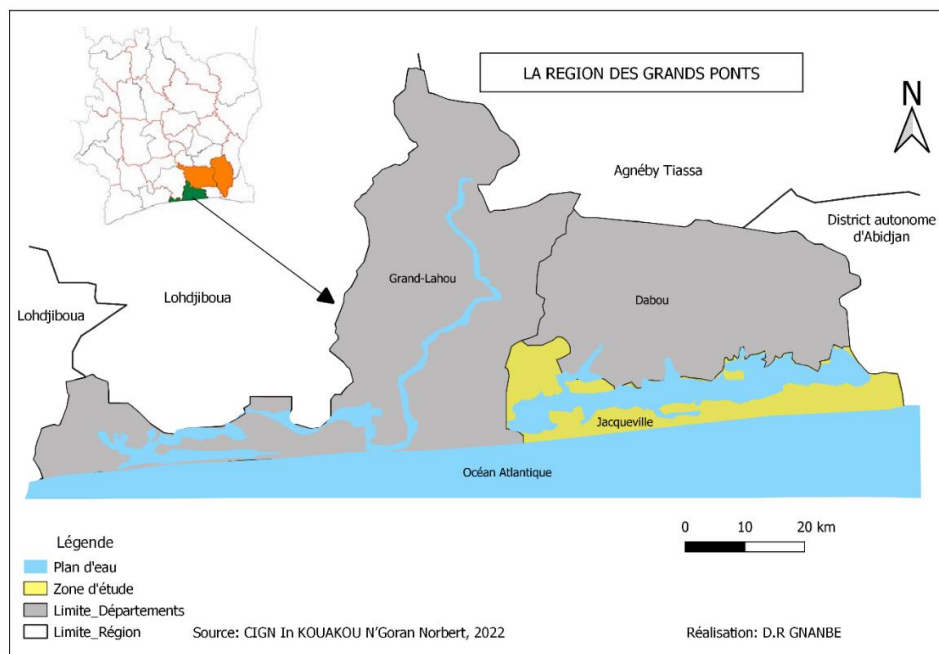 LA REGION DES GRANDS PONTS
N
Agnéby Tiassa
District autonome
d'Abidjan
Grand-Lahou
Dabou
Lohdjiboua
Lohdjiboua
Jacqueville
Océan Atlantique
0 10 20 km
Légende
Plan d'eau
Zone d'étude
Limite_Départements
Limite_Région
Source: CIGN In KOUAKOU N'Goran Norbert, 2022
Réalisation: D.R GNANBE